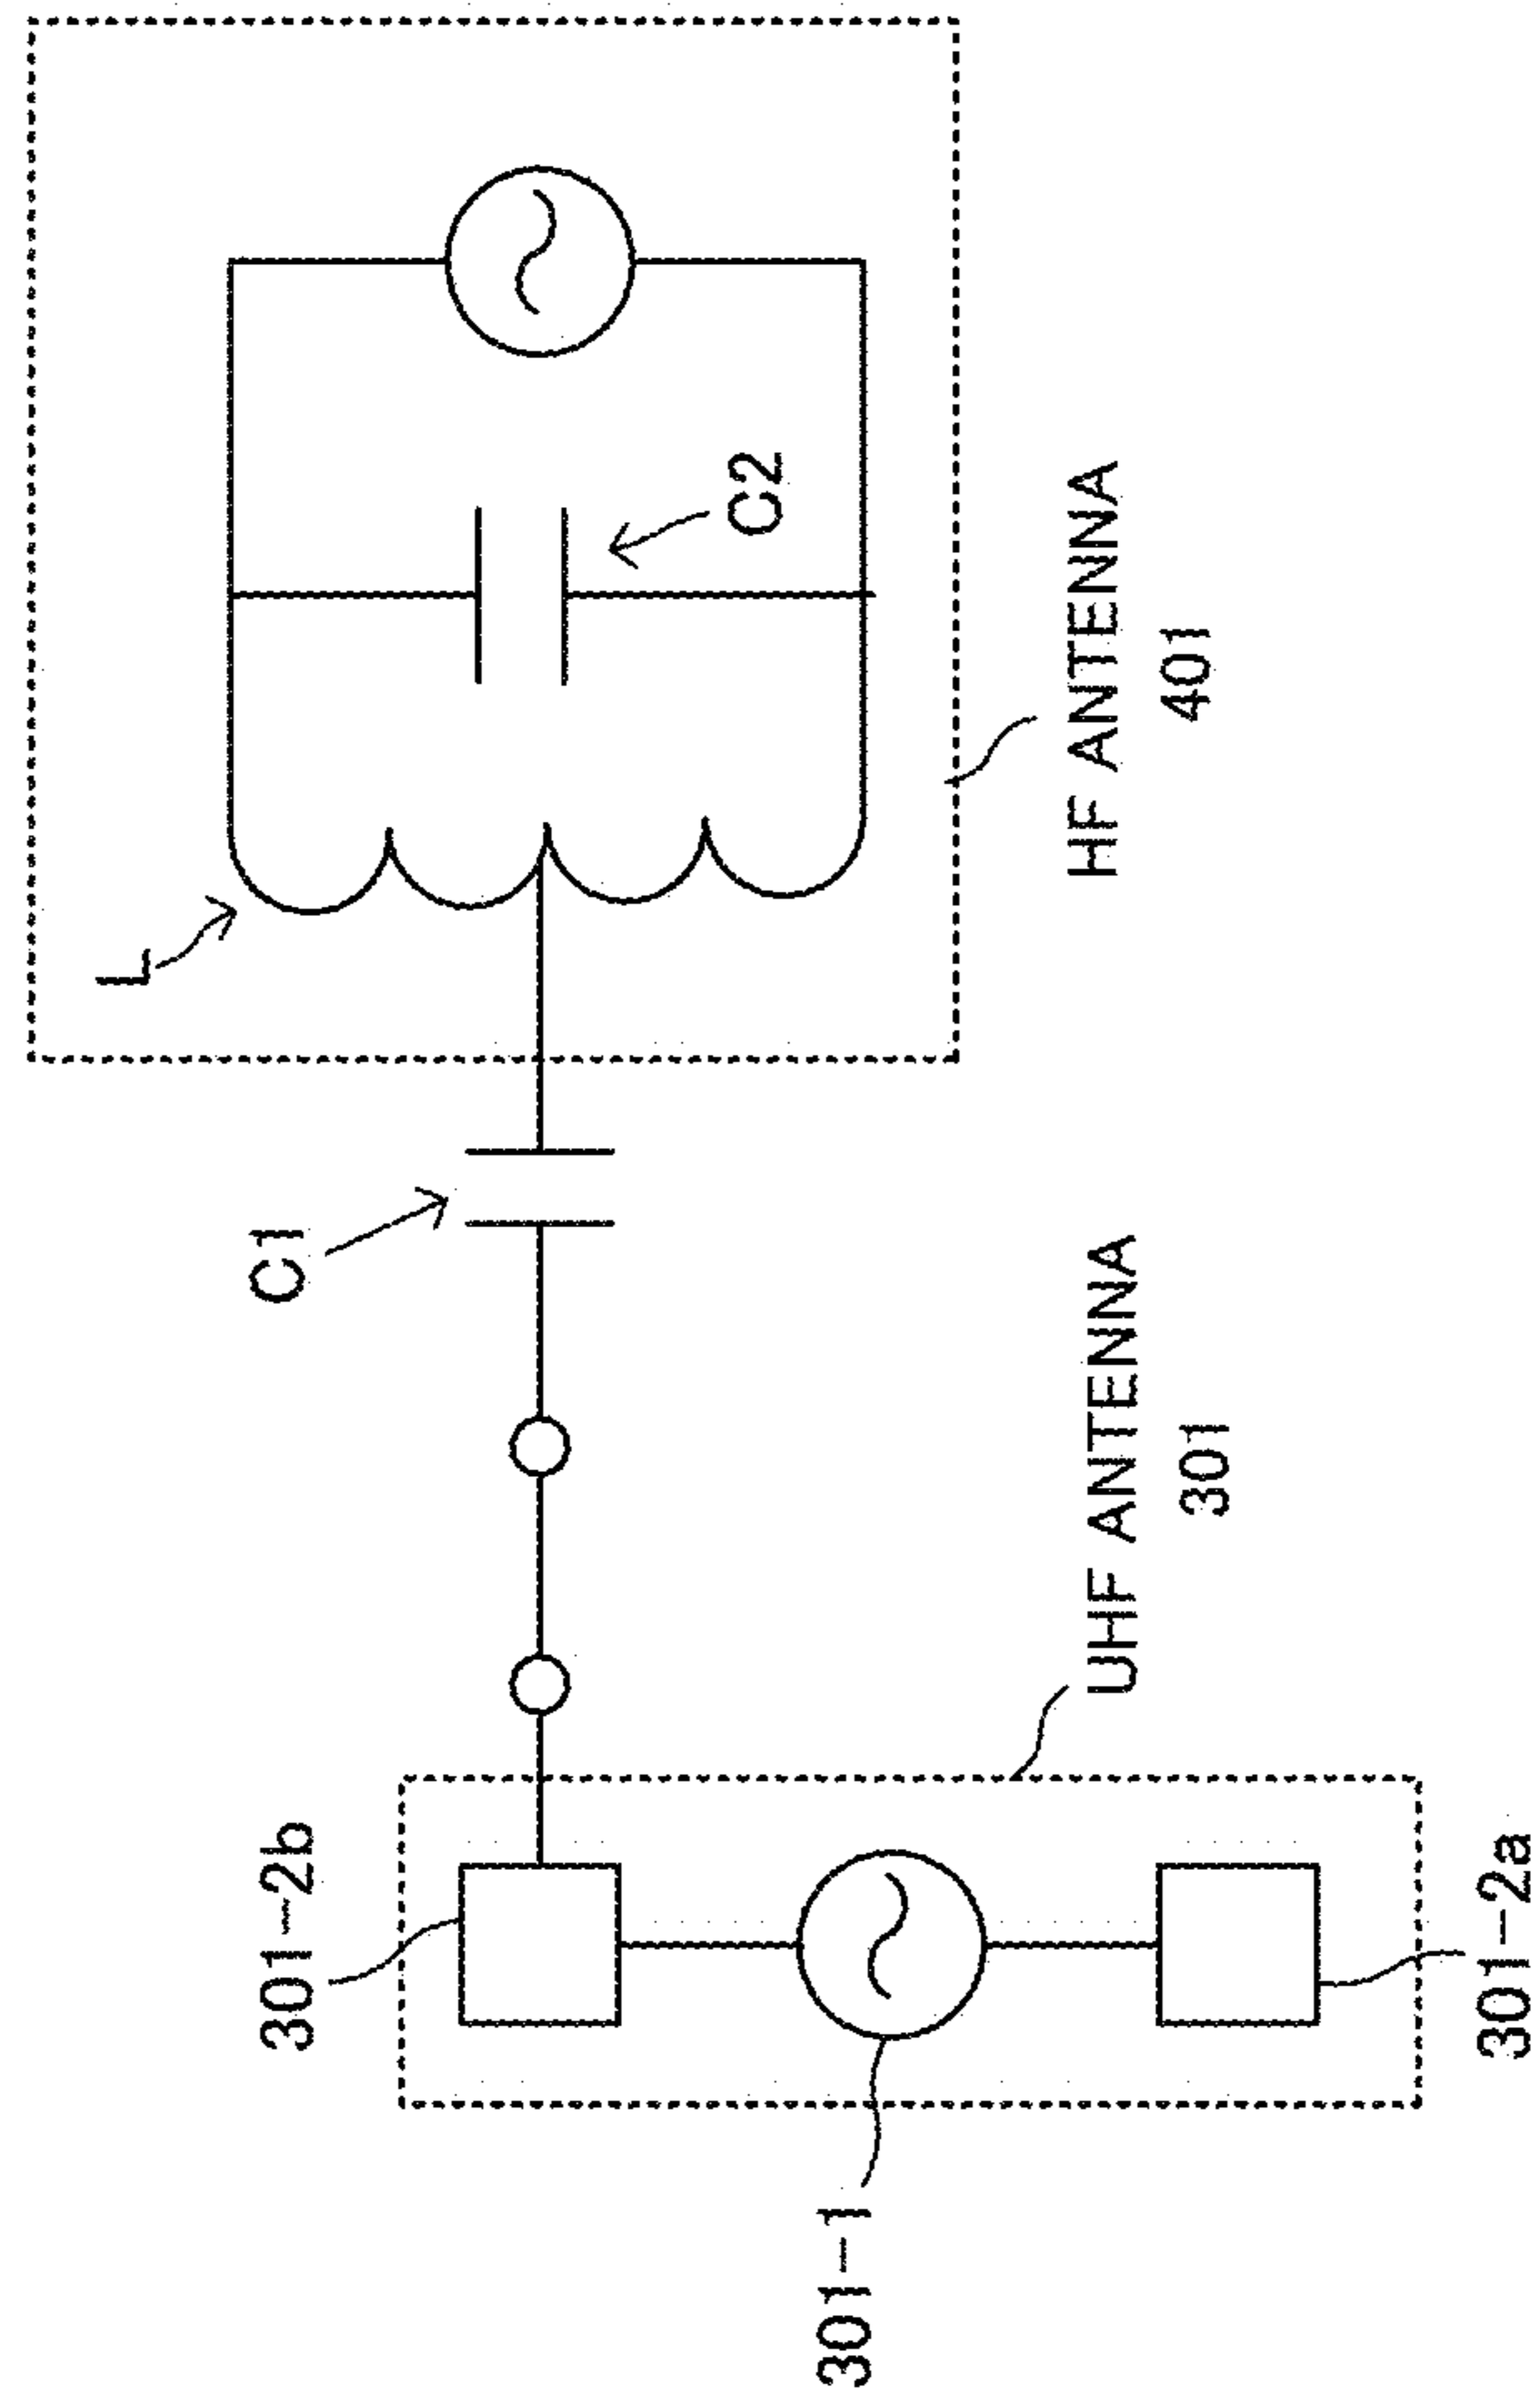 L
C1
C2
HF ANTENNA
401
301-2b
301-1
UHF ANTENNA
301
301-2a